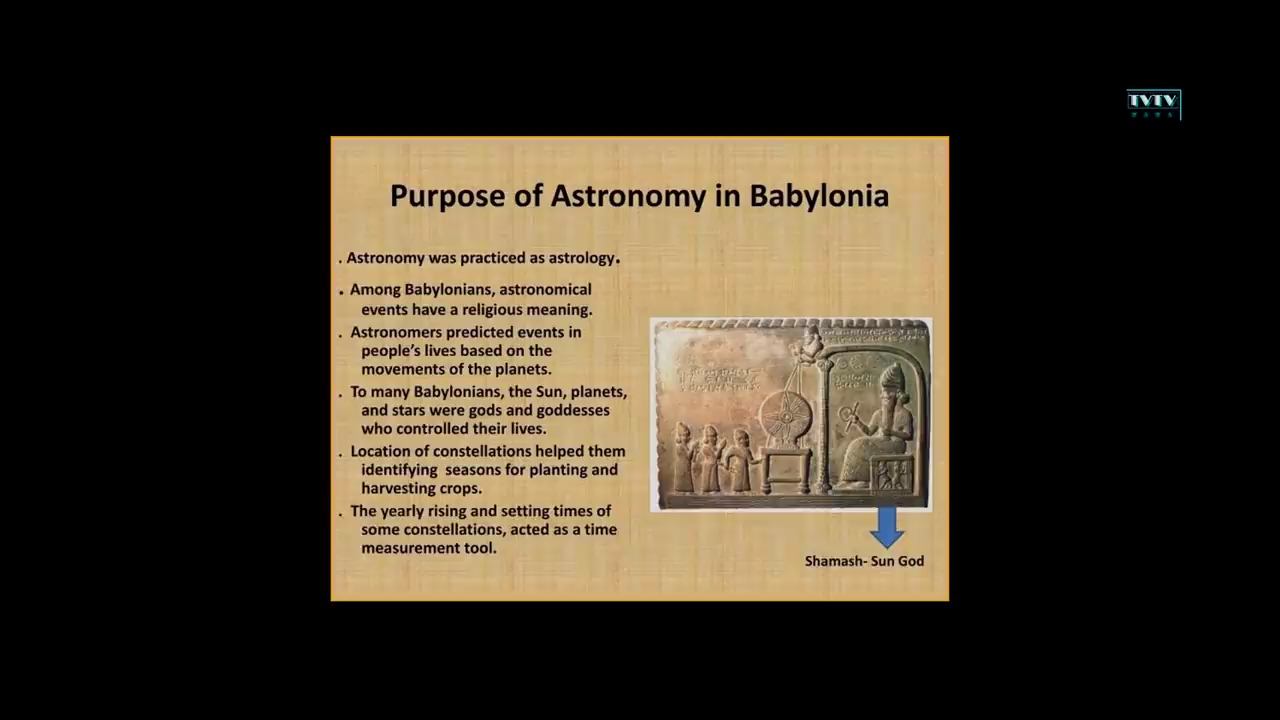 TVTV
Purpose of Astronomy in Babylonia
. Astronomy was practiced as astrology.
. Among Babylonians, astronomical
events have a religious meaning.
. Astronomers predicted events in
people’s lives based on the
movements of the planets.
. To many Babylonians, the Sun, planets,
and stars were gods and goddesses
who controlled their lives.
. Location of constellations helped them
identifying  seasons for planting and
harvesting crops.
. The yearly rising and setting times of
some constellations, acted as a time
measurement tool.
Shamash- Sun God